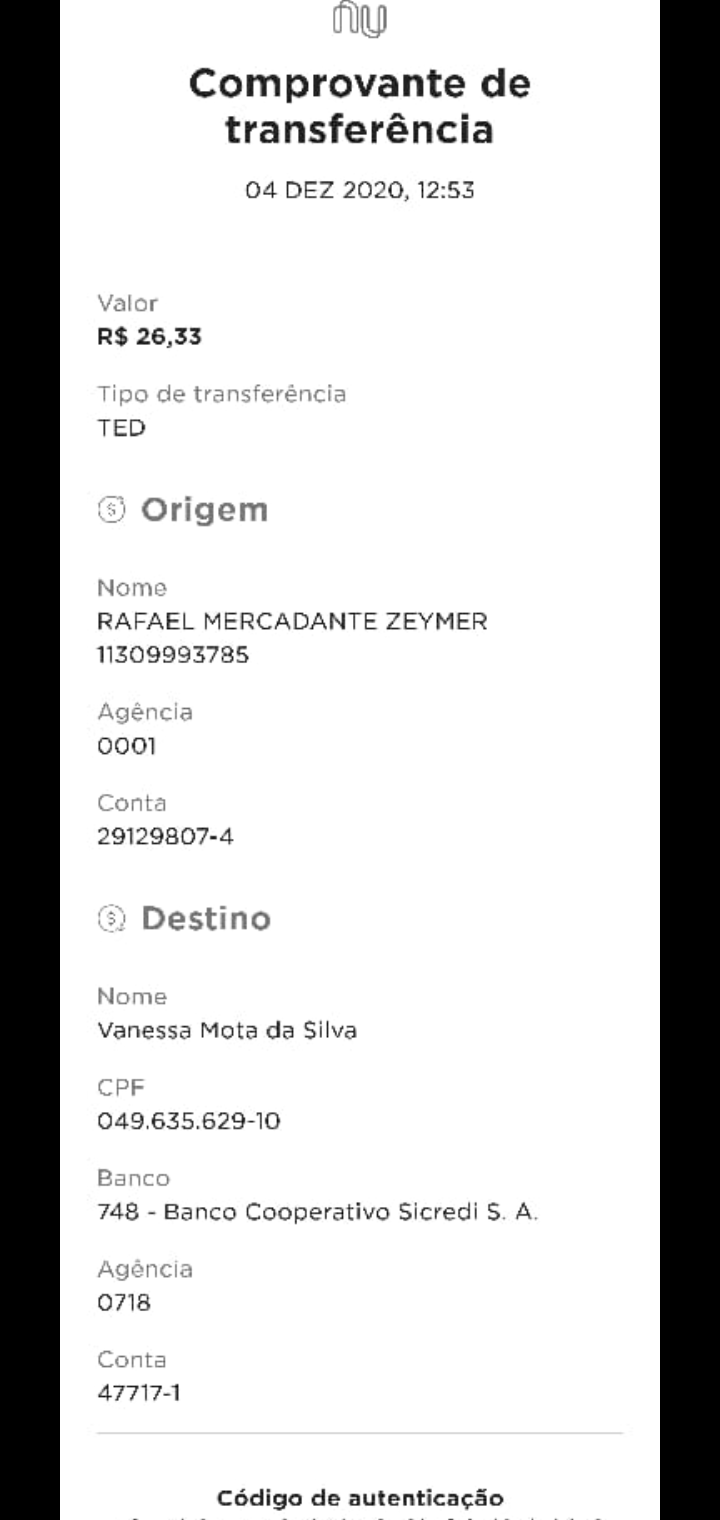 nu
Comprovante de
transferência
04 DEZ 2020, 12:53
Valor
R$ 26,33
Tipo de transferência
TED
Origem
Nome
RAFAEL MERCADANTE ZEYMER
11309993785
Agência
0001
Conta
29129807-4
Destino
Nome
Vanessa Mota da Silva
CPF
049.635.629-10
Banco
748 - Banco Cooperativo Sicredi S. A.
Agência
0718
Conta
47717-1
Código de autenticação